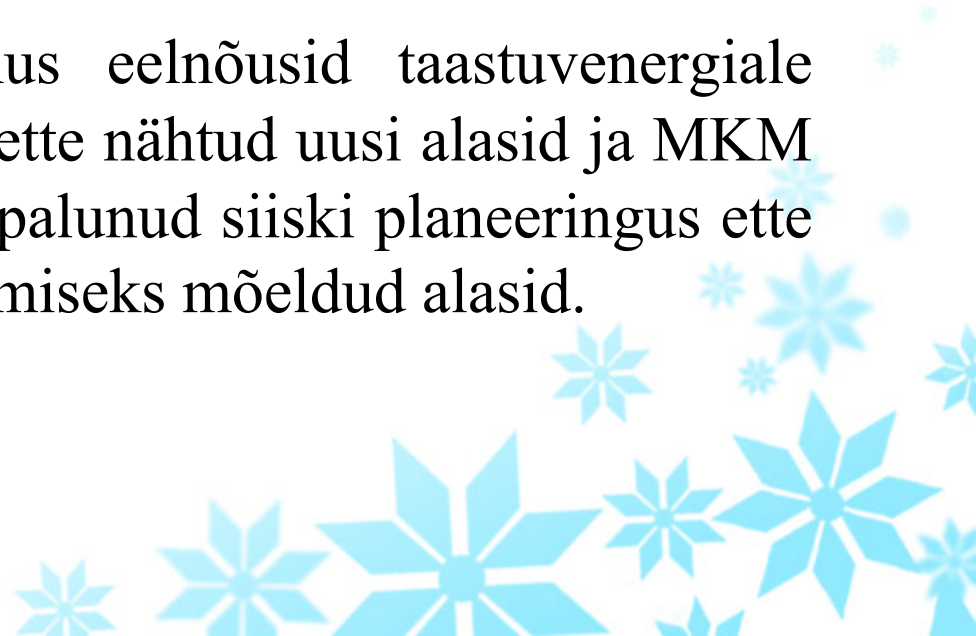 us eelnõusid taastuvenergiale
ette nähtud uusi alasid ja MKM
palunud siiski planeeringus ette
miseks mõeldud alasid.